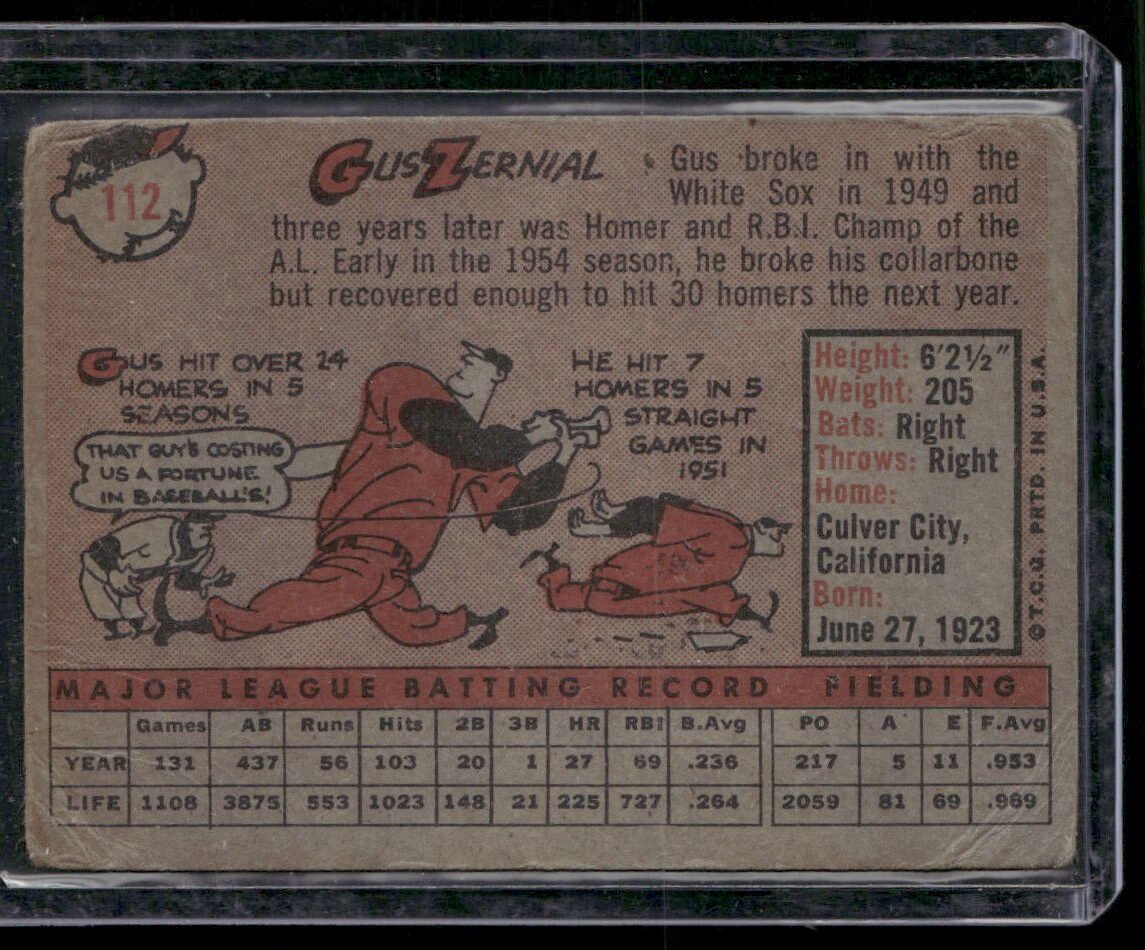 112
GUS ZERNIAL
Gus broke in with the
White Sox in 1949 and
three years later was Homer and R.B.I. Champ of the
A.L. Early in the 1954 season, he broke his collarbone
but recovered enough to hit 30 homers the next year.
GUS HIT OVER 24
HOMERS IN 5
SEASONS
THAT GUY'S COSTING
US A FORTUNE
IN BASEBALL'S!
HE HIT 7
HOMERS IN 5
STRAIGHT
GAMES IN
1951
Height: 6'2½"
Weight: 205
Bats: Right
Throws: Right
Home:
Culver City,
California
Born:
June 27, 1923
© T.C.G. PRTD. IN U.S.A.
MAJOR LEAGUE BATTING RECORD — FIELDING
Games AB Runs Hits 2B 3B HR RBI B.Avg PO A E F.Avg
YEAR 131 437 56 103 20 1 27 69 .236 217 5 11 .953
LIFE 1108 3875 553 1023 148 21 225 727 .264 2059 81 69 .969